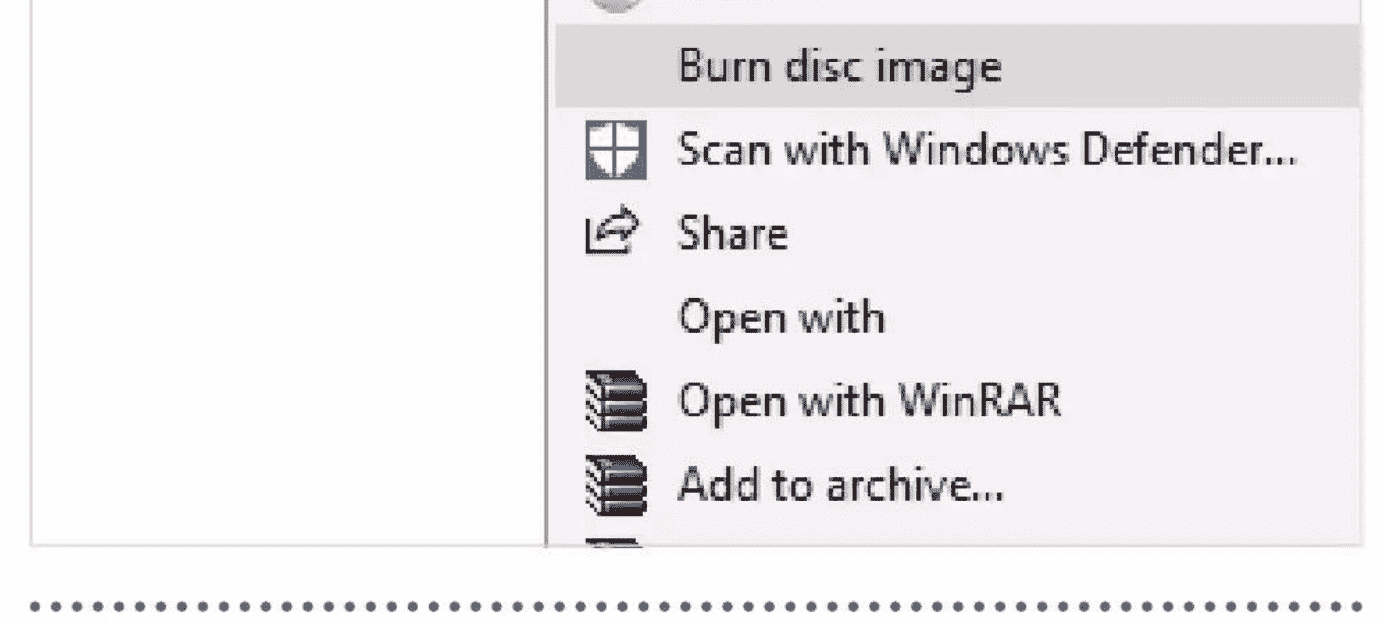 Burn disc image
Scan with Windows Defender...
Share
Open with
Open with WinRAR
Add to archive...